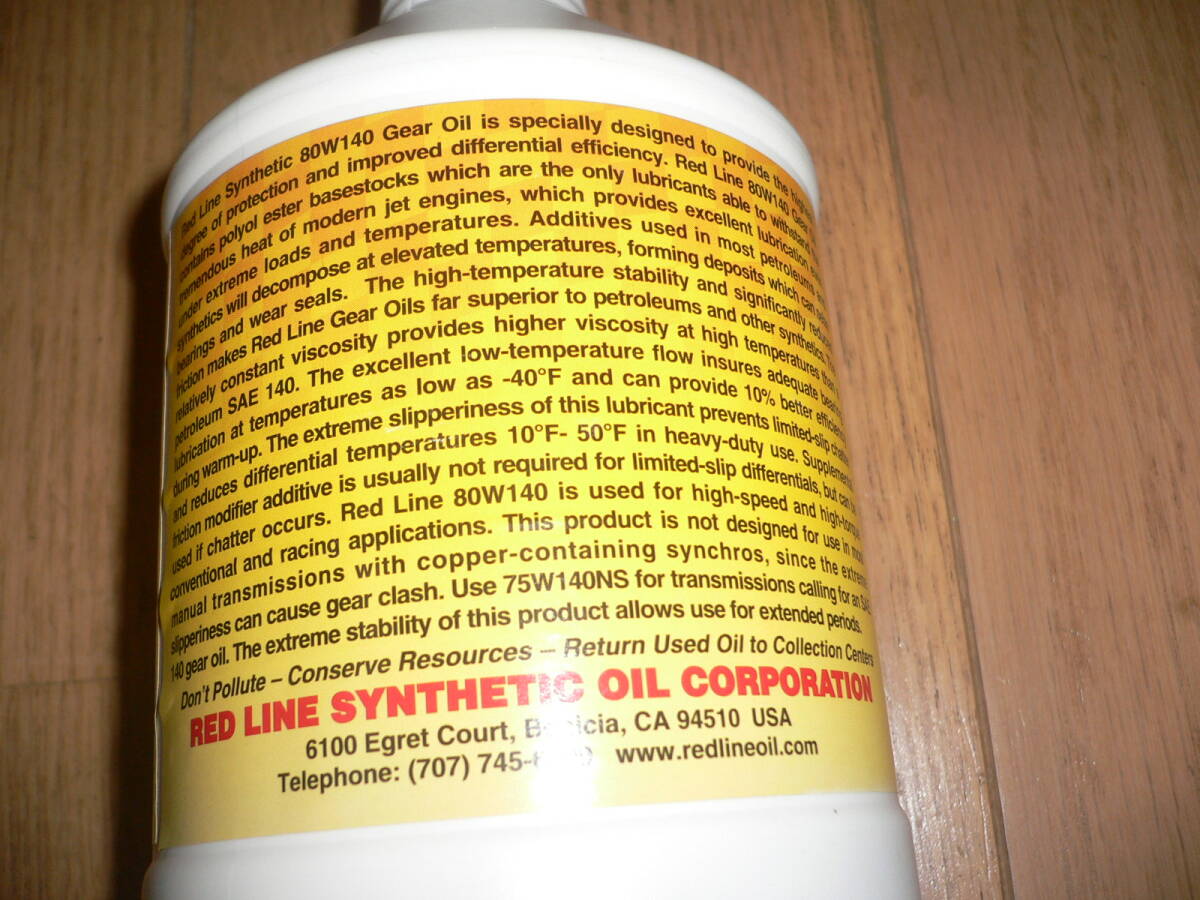 Red Line Synthetic 80W140 Gear Oil is specially designed to provide the
degree of protection and improved differential efficiency. Red Line 80W140 Gear
contains polyol ester basestocks which are the only lubricants able to withstand
tremendous heat of modern jet engines, which provides excellent lubrication
under extreme loads and temperatures. Additives used in most petroleums
synthetics will decompose at elevated temperatures, forming deposits which can
bearings and wear seals. The high-temperature stability and significantly
friction makes Red Line Gear Oils far superior to petroleums and other synthetics.
relatively constant viscosity provides higher viscosity at high temperatures than
petroleum SAE 140. The excellent low-temperature flow insures adequate
lubrication at temperatures as low as -40°F and can provide 10% better
during warm-up. The extreme slipperiness of this lubricant prevents limited-slip
and reduces differential temperatures 10°F- 50°F in heavy-duty use.
friction modifier additive is usually not required for limited-slip differentials, but can
used if chatter occurs. Red Line 80W140 is used for high-speed and
conventional and racing applications. This product is not designed for use in
manual transmissions with copper-containing synchros, since the
slipperiness can cause gear clash. Use 75W140NS for transmissions calling for an SAE
140 gear oil. The extreme stability of this product allows use for extended periods.
Don't Pollute – Conserve Resources – Return Used Oil to Collection Centers
RED LINE SYNTHETIC OIL CORPORATION
6100 Egret Court, CA 94510 USA
Telephone: (707) www.redlineoil.com